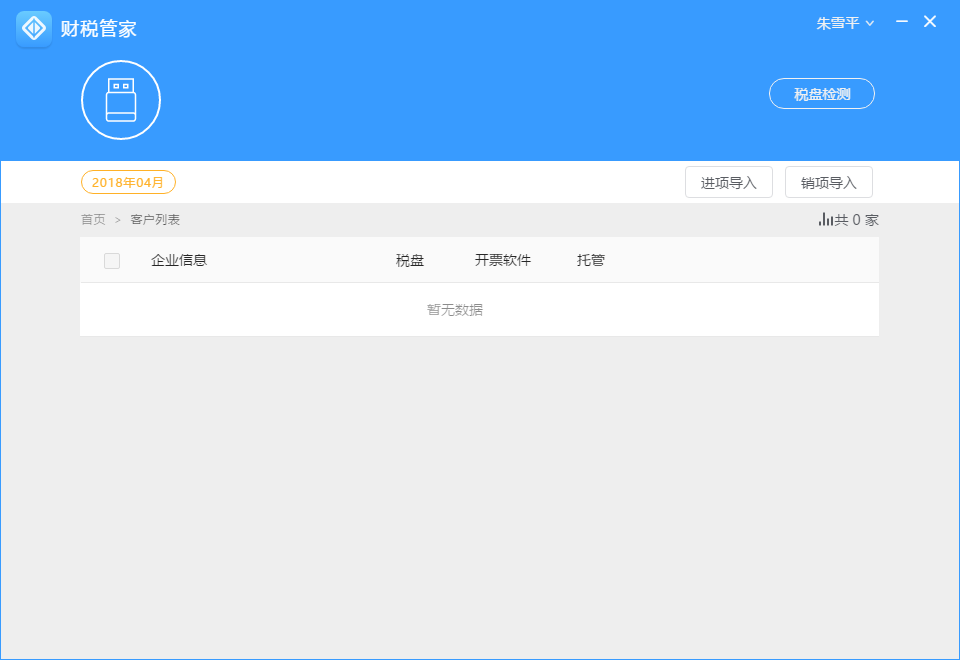 财税管家
朱雪平
税盘检测
2018年04月
进项导入
销项导入
首页 > 客户列表
共 0 家
企业信息 税盘 开票软件 托管
暂无数据